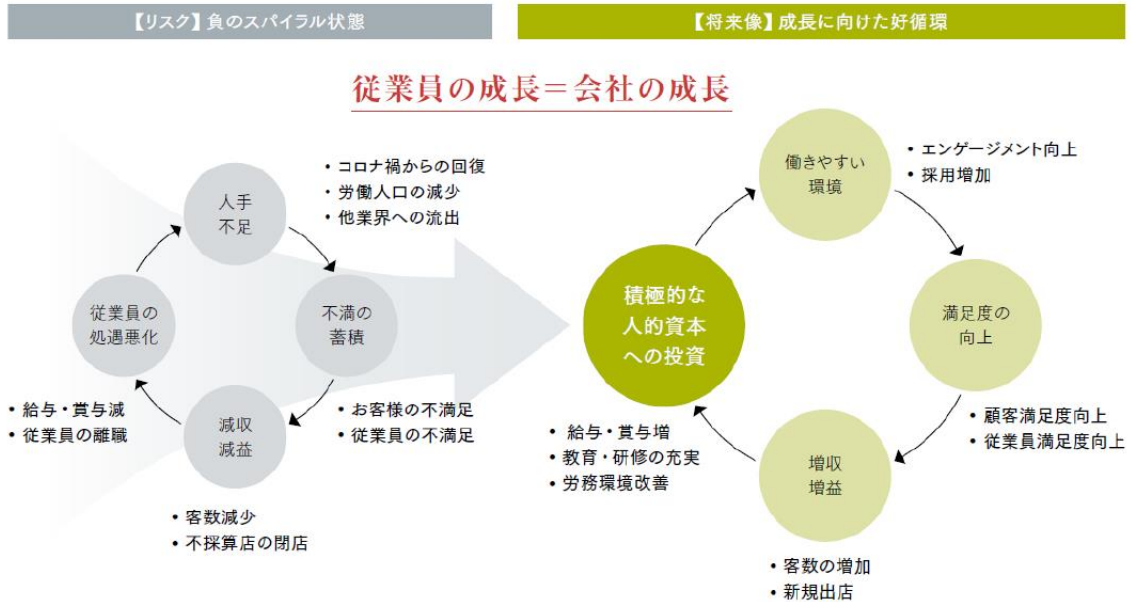 【リスク】負のスパイラル状態
【将来像】成長に向けた好循環
従業員の成長＝会社の成長
人手
不足
• コロナ禍からの回復
• 労働人口の減少
• 他業界への流出
不満の
蓄積
• お客様の不満足
• 従業員の不満足
減収
減益
• 客数減少
• 不採算店の閉店
従業員の
処遇悪化
• 給与・賞与減
• 従業員の離職
積極的な
人的資本
への投資
• 給与・賞与増
• 教育・研修の充実
• 労務環境改善
働きやすい
環境
• エンゲージメント向上
• 採用増加
満足度の
向上
• 顧客満足度向上
• 従業員満足度向上
増収
増益
• 客数の増加
• 新規出店